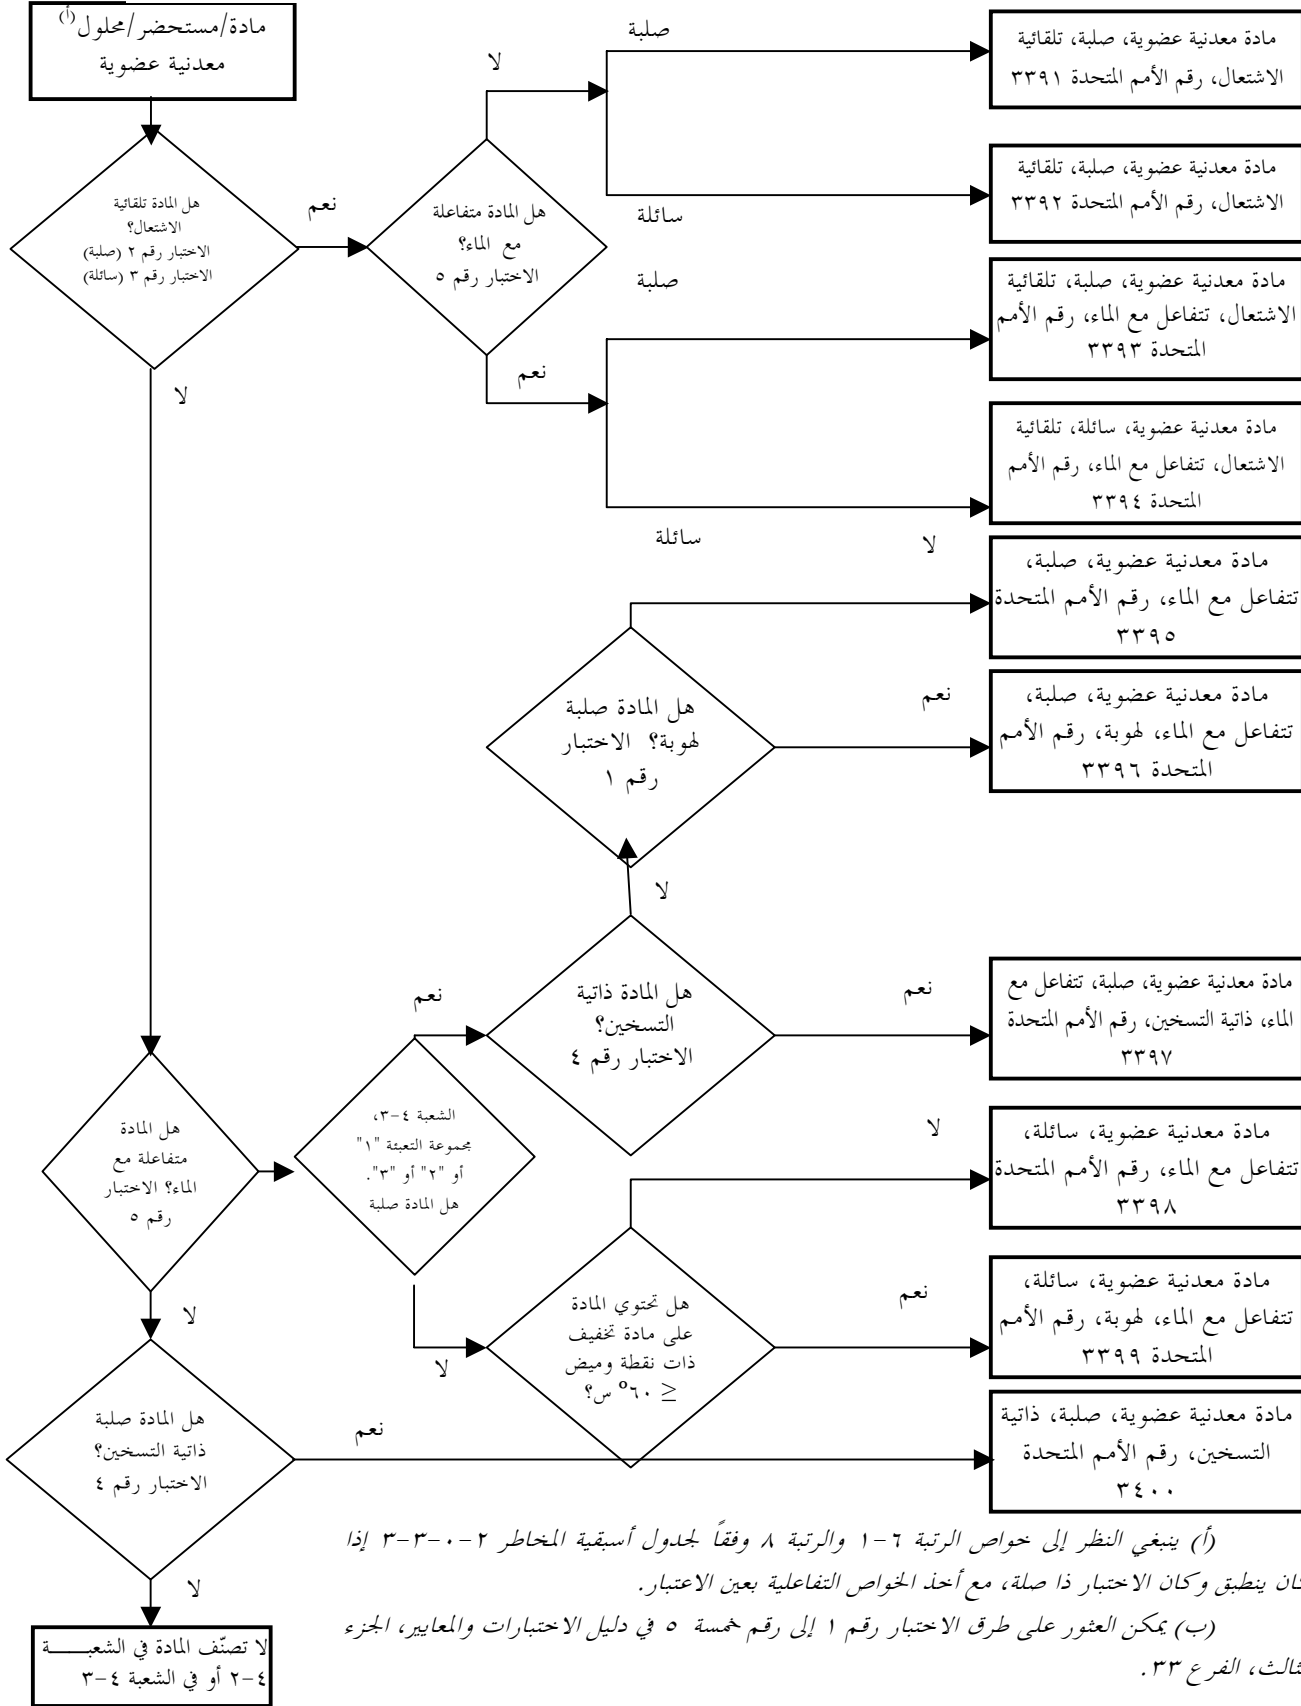 مادة/مستحضر/محلول(أ)
معدنية عضوية
هل المادة تلقائية
الاشتعال؟
الاختبار رقم ٢ (صلبة)
الاختبار رقم ٣ (سائلة)
نعم
لا
هل المادة متفاعلة
مع الماء؟
الاختبار رقم ٥
لا
نعم
صلبة
سائلة
صلبة
سائلة
مادة معدنية عضوية، صلبة، تلقائية
الاشتعال، رقم الأمم المتحدة ٣٣٩١
مادة معدنية عضوية، صلبة، تلقائية
الاشتعال، رقم الأمم المتحدة ٣٣٩٢
مادة معدنية عضوية، صلبة، تلقائية
الاشتعال، تتفاعل مع الماء، رقم الأمم
المتحدة ٣٣٩٣
مادة معدنية عضوية، سائلة، تلقائية
الاشتعال، تتفاعل مع الماء، رقم الأمم
المتحدة ٣٣٩٤
لا
مادة معدنية عضوية، صلبة،
تتفاعل مع الماء، رقم الأمم المتحدة
٣٣٩٥
هل المادة صلبة
لهوبة؟ الاختبار
رقم ١
نعم
مادة معدنية عضوية، صلبة،
تتفاعل مع الماء، لهوبة، رقم الأمم
المتحدة ٣٣٩٦
لا
هل المادة ذاتية
التسخين؟
الاختبار رقم ٤
نعم
نعم
مادة معدنية عضوية، صلبة، تتفاعل مع
الماء، ذاتية التسخين، رقم الأمم المتحدة
٣٣٩٧
هل المادة
متفاعلة مع
الماء؟ الاختبار
رقم ٥
الشعبة ٤-٣،
مجموعة التعبئة "١"
أو "٢" أو "٣".
هل المادة صلبة
لا
مادة معدنية عضوية، سائلة،
تتفاعل مع الماء، رقم الأمم المتحدة
٣٣٩٨
لا
لا
هل تحتوي المادة
على مادة تخفيف
ذات نقطة وميض
≤ ٦٠° س؟
نعم
مادة معدنية عضوية، سائلة،
تتفاعل مع الماء، لهوبة، رقم الأمم
المتحدة ٣٣٩٩
هل المادة صلبة
ذاتية التسخين؟
الاختبار رقم ٤
نعم
مادة معدنية عضوية، صلبة، ذاتية
التسخين، رقم الأمم المتحدة
٣٤٠٠
لا
لا تصنّف المادة في الشعبـــــة
٤-٢ أو في الشعبة ٤-٣
(أ) ينبغي النظر إلى خواص الرتبة ٦-١ والرتبة ٨ وفقاً لجدول أسبقية المخاطر ٢-٠-٣-٣ إذا
كان ينطبق وكان الاختبار ذا صلة، مع أخذ الخواص التفاعلية بعين الاعتبار.
(ب) يمكن العثور على طرق الاختبار رقم ١ إلى رقم خمسة ٥ في دليل الاختبارات والمعايير، الجزء
الثالث، الفرع ٣٣.